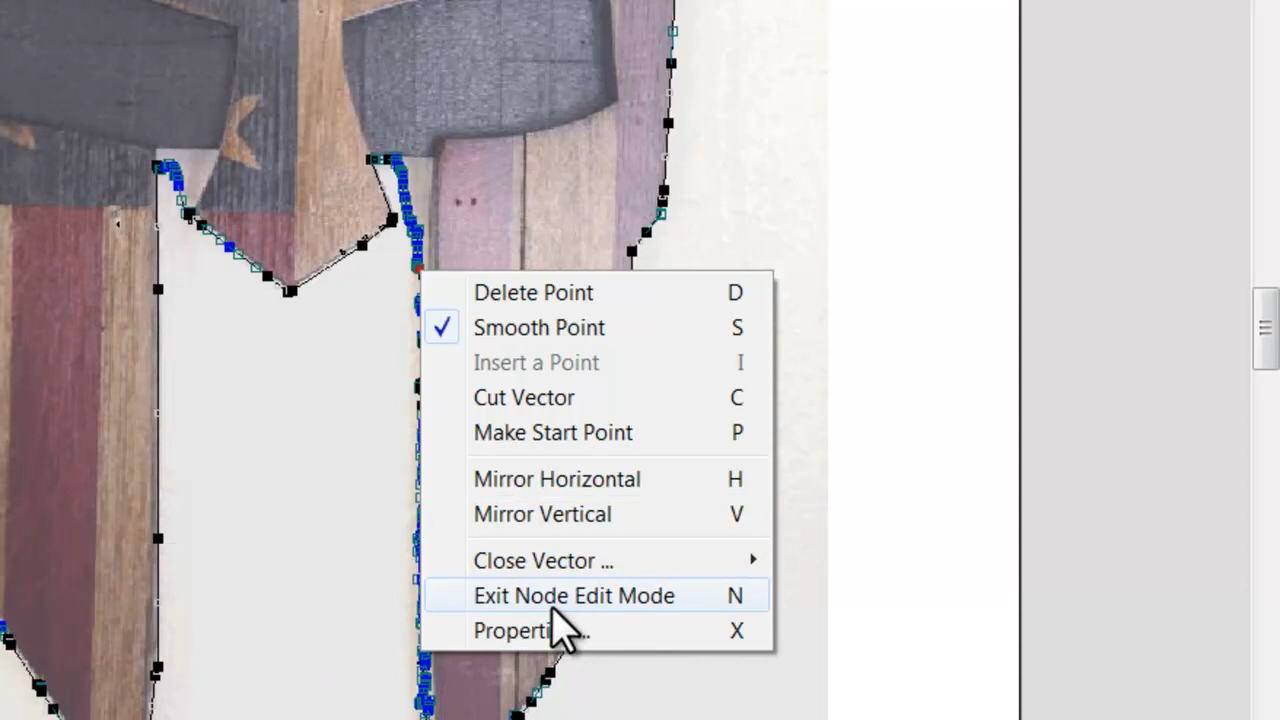 Delete Point D
Smooth Point S
Insert a Point I
Cut Vector C
Make Start Point P
Mirror Horizontal H
Mirror Vertical V
Close Vector ...
Exit Node Edit Mode N
X